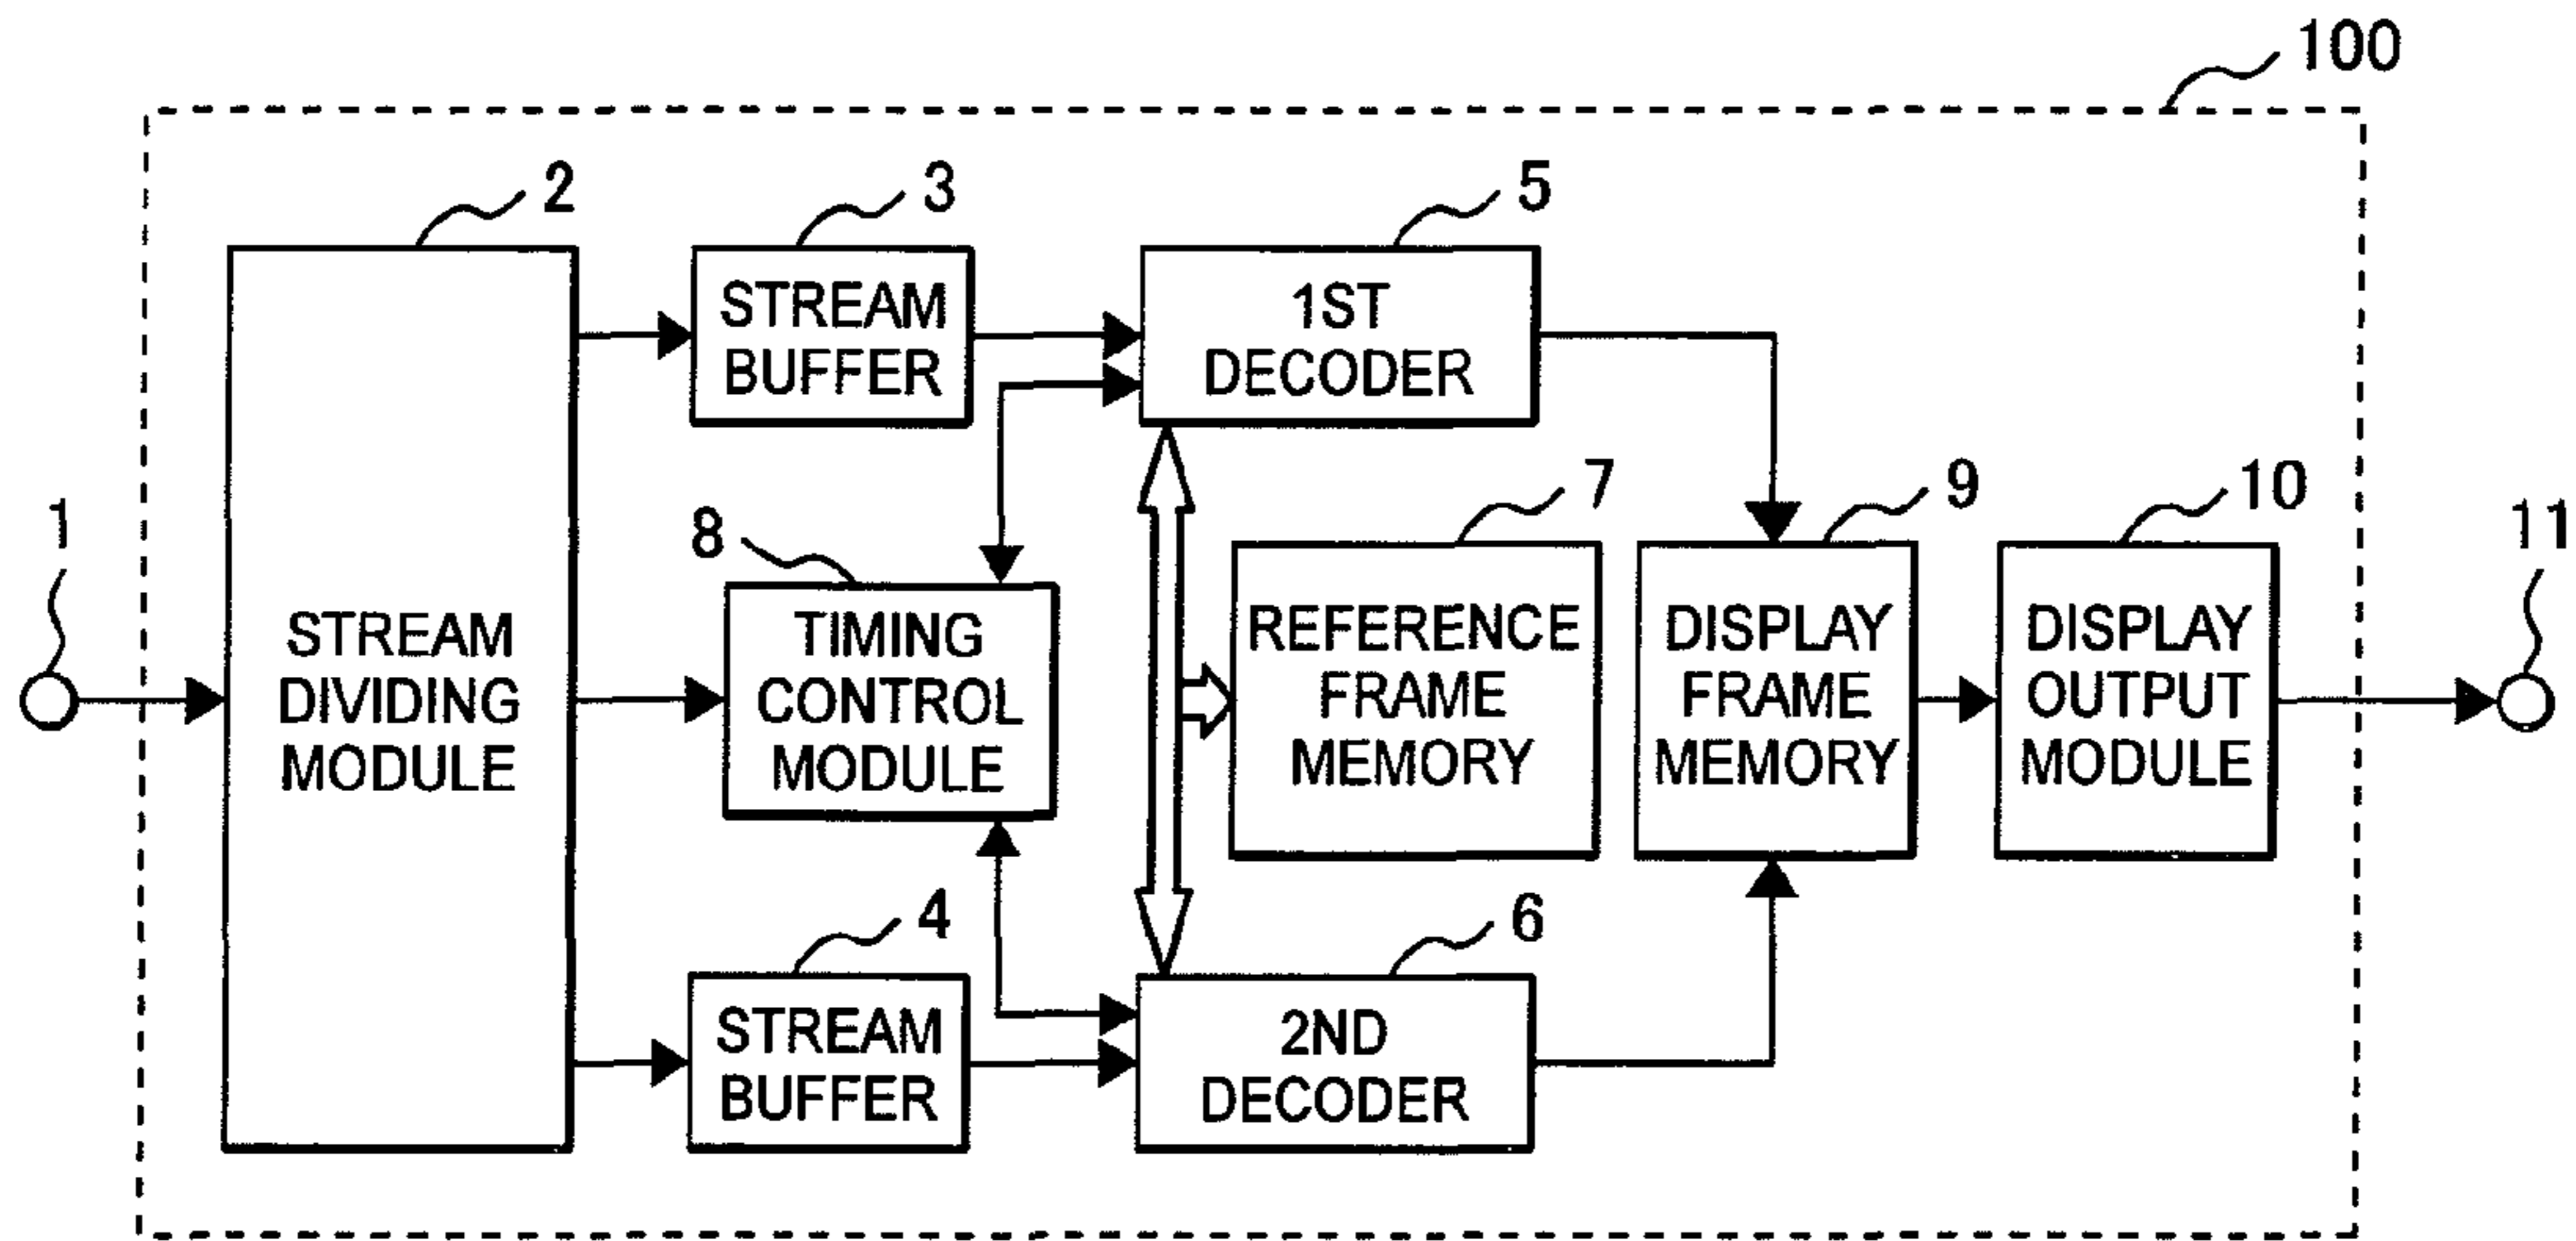 100
2
3
5
STREAM
BUFFER
1ST
DECODER
1
8
7
9
10
11
STREAM
DIVIDING
MODULE
TIMING
CONTROL
MODULE
REFERENCE
FRAME
MEMORY
DISPLAY
FRAME
MEMORY
DISPLAY
OUTPUT
MODULE
4
6
STREAM
BUFFER
2ND
DECODER